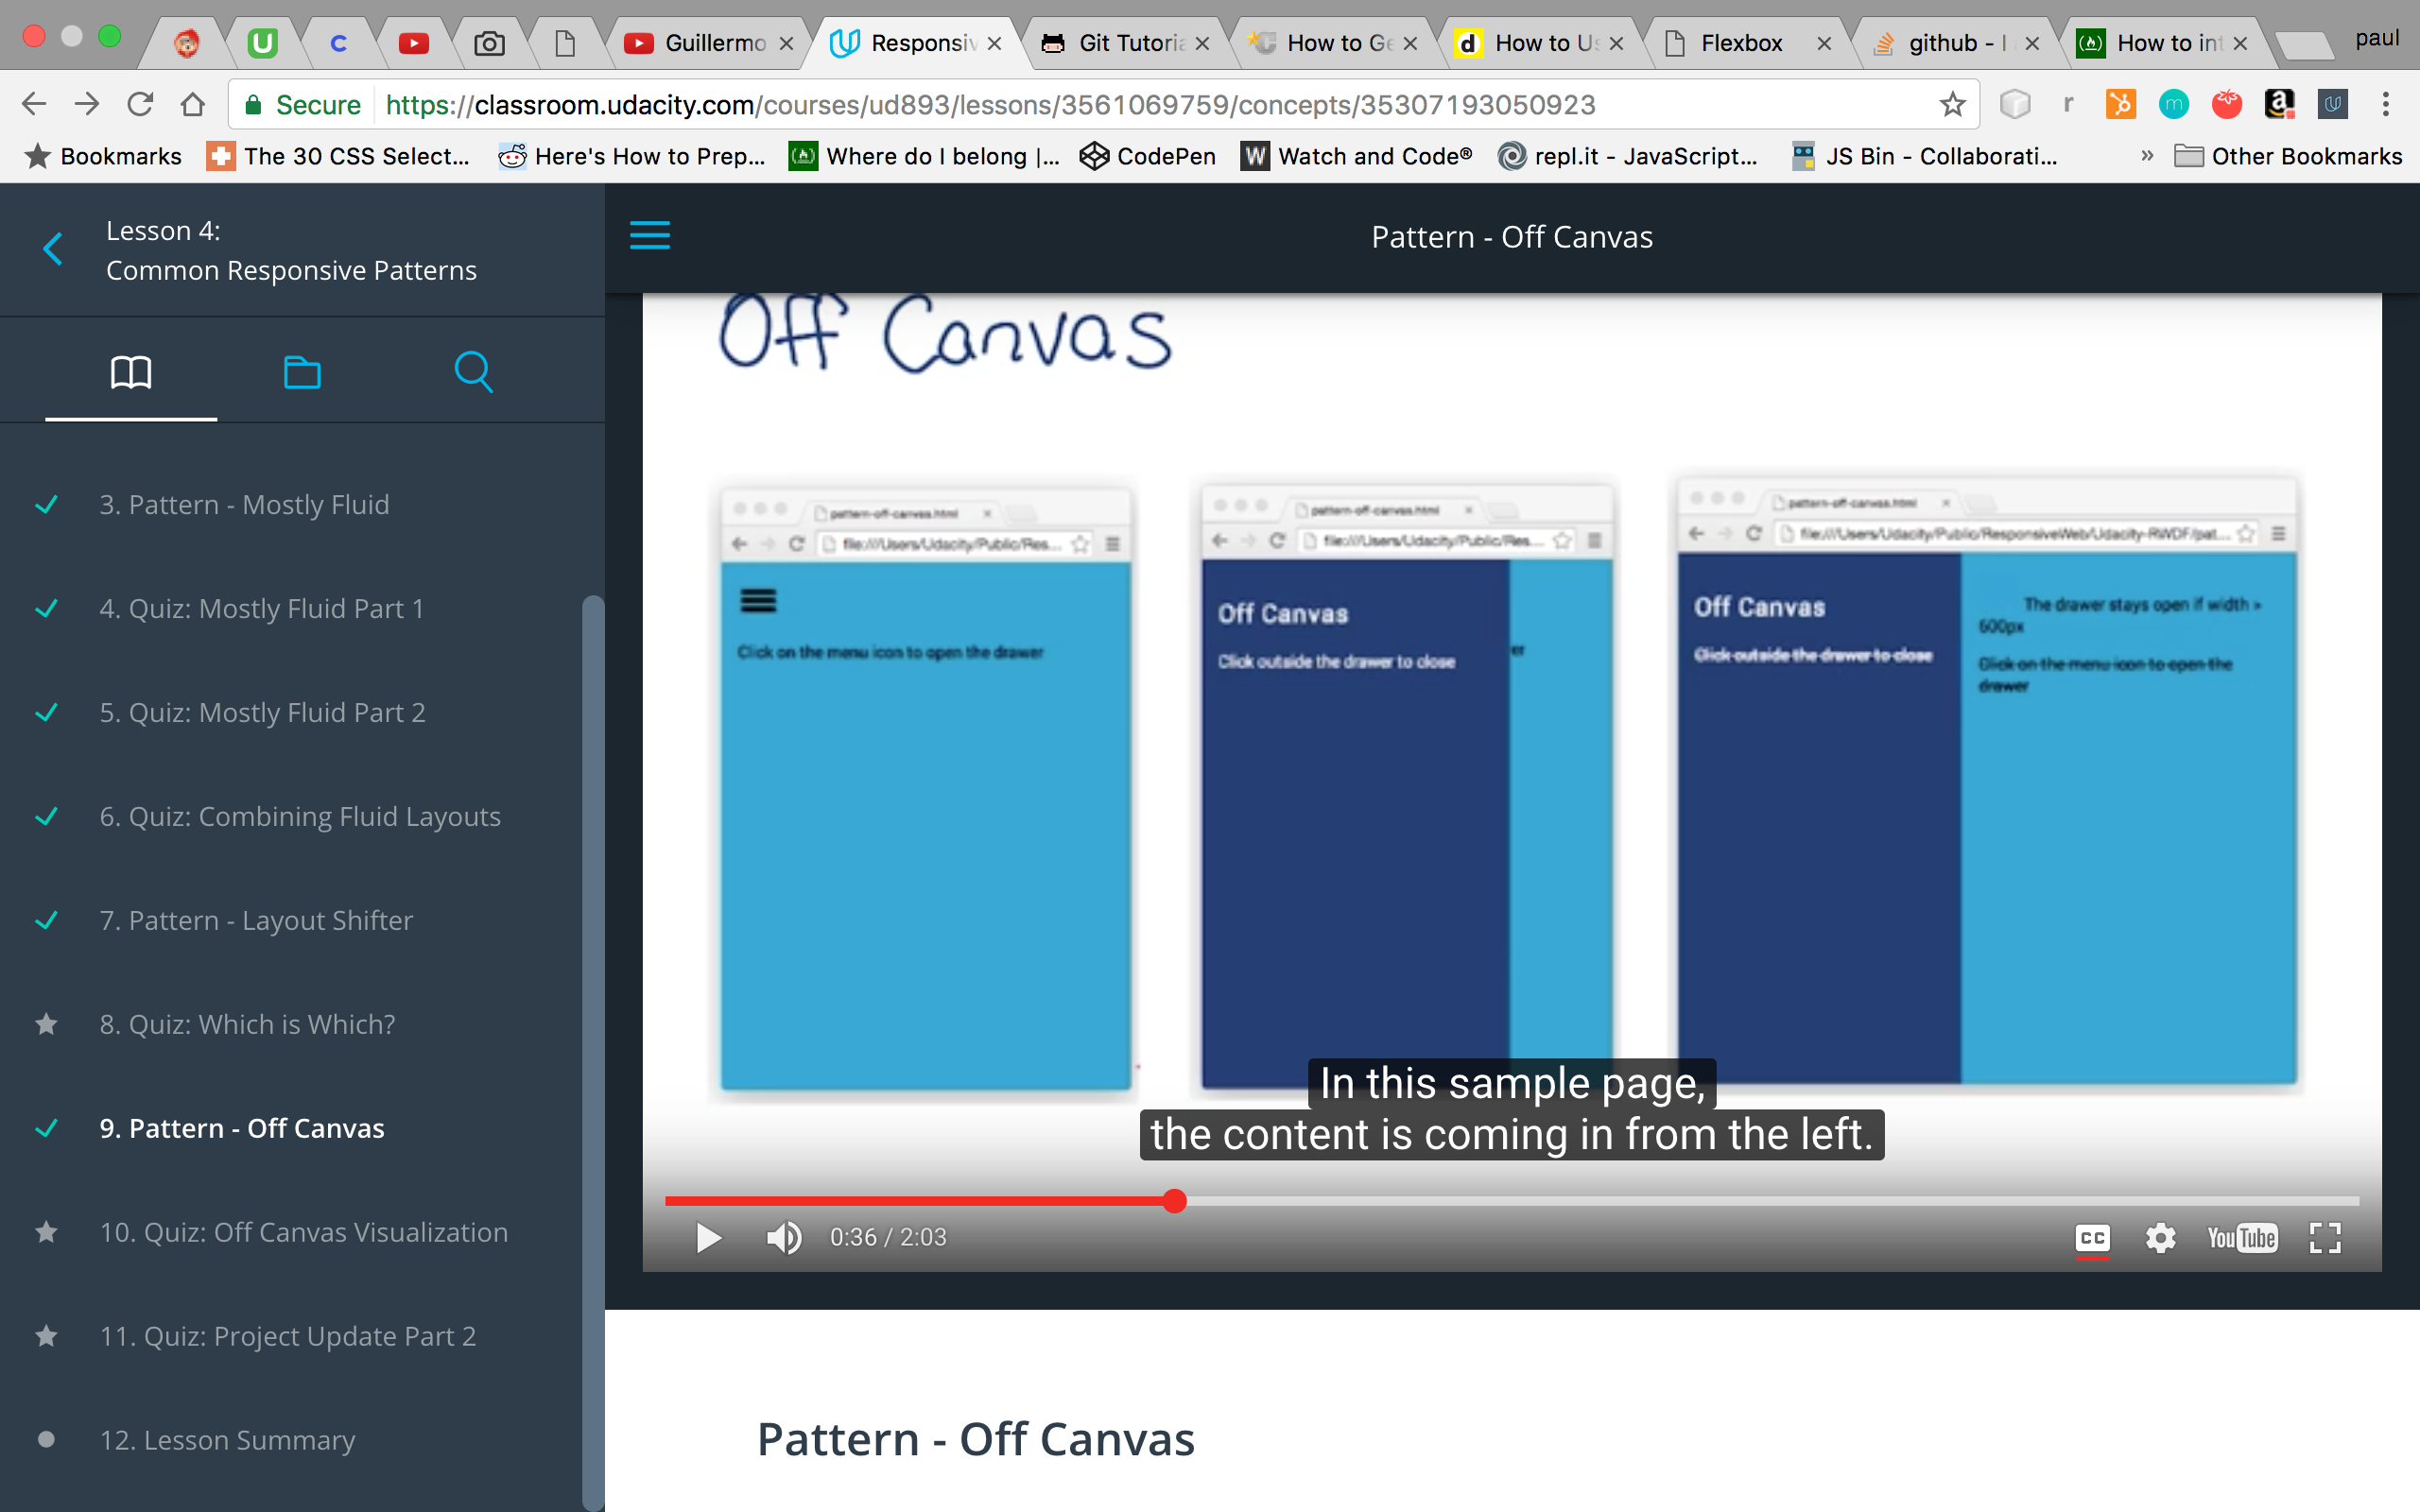 Guillermo
Responsiv
Git Tutoria
How to Ge
How to Us
Flexbox
github - I
How to int
paul
Secure
https://classroom.udacity.com/courses/ud893/lessons/3561069759/concepts/35307193050923
Bookmarks
The 30 CSS Select...
Here's How to Prep...
Where do I belong |...
CodePen
Watch and Code®
repl.it - JavaScript...
JS Bin - Collaborati...
»
Other Bookmarks
Lesson 4:
Common Responsive Patterns
3. Pattern - Mostly Fluid
4. Quiz: Mostly Fluid Part 1
5. Quiz: Mostly Fluid Part 2
6. Quiz: Combining Fluid Layouts
7. Pattern - Layout Shifter
8. Quiz: Which is Which?
9. Pattern - Off Canvas
10. Quiz: Off Canvas Visualization
11. Quiz: Project Update Part 2
12. Lesson Summary
Pattern - Off Canvas
Off Canvas
pattern-off-canvas.html
file:///Users/Udacity/Public/Res...
Click on the menu icon to open the drawer
pattern-off-canvas.html
file:///Users/Udacity/Public/Res...
Off Canvas
Click outside the drawer to close
er
pattern-off-canvas.html
file:///Users/Udacity/Public/ResponsiveWeb/Udacity-RWDF/pat...
Off Canvas
Click outside the drawer to close
The drawer stays open if width >
600px
Click on the menu icon to open the
drawer
In this sample page,
the content is coming in from the left.
0:36 / 2:03
CC
YouTube
Pattern - Off Canvas